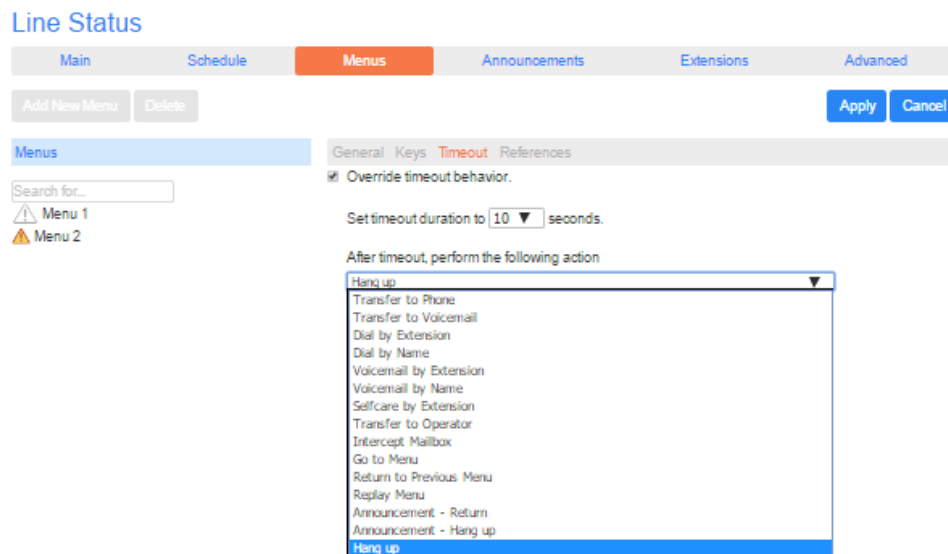 Line Status
Main Schedule Menus Announcements Extensions Advanced
Add New Menu Delete Apply Cancel
Menus
General Keys Timeout References
Search for...
Menu 1
Menu 2
Override timeout behavior.
Set timeout duration to 10 seconds.
After timeout, perform the following action
Hang up
Transfer to Phone
Transfer to Voicemail
Dial by Extension
Dial by Name
Voicemail by Extension
Voicemail by Name
Selfcare by Extension
Transfer to Operator
Intercept Mailbox
Go to Menu
Return to Previous Menu
Replay Menu
Announcement - Return
Announcement - Hang up
Hang up